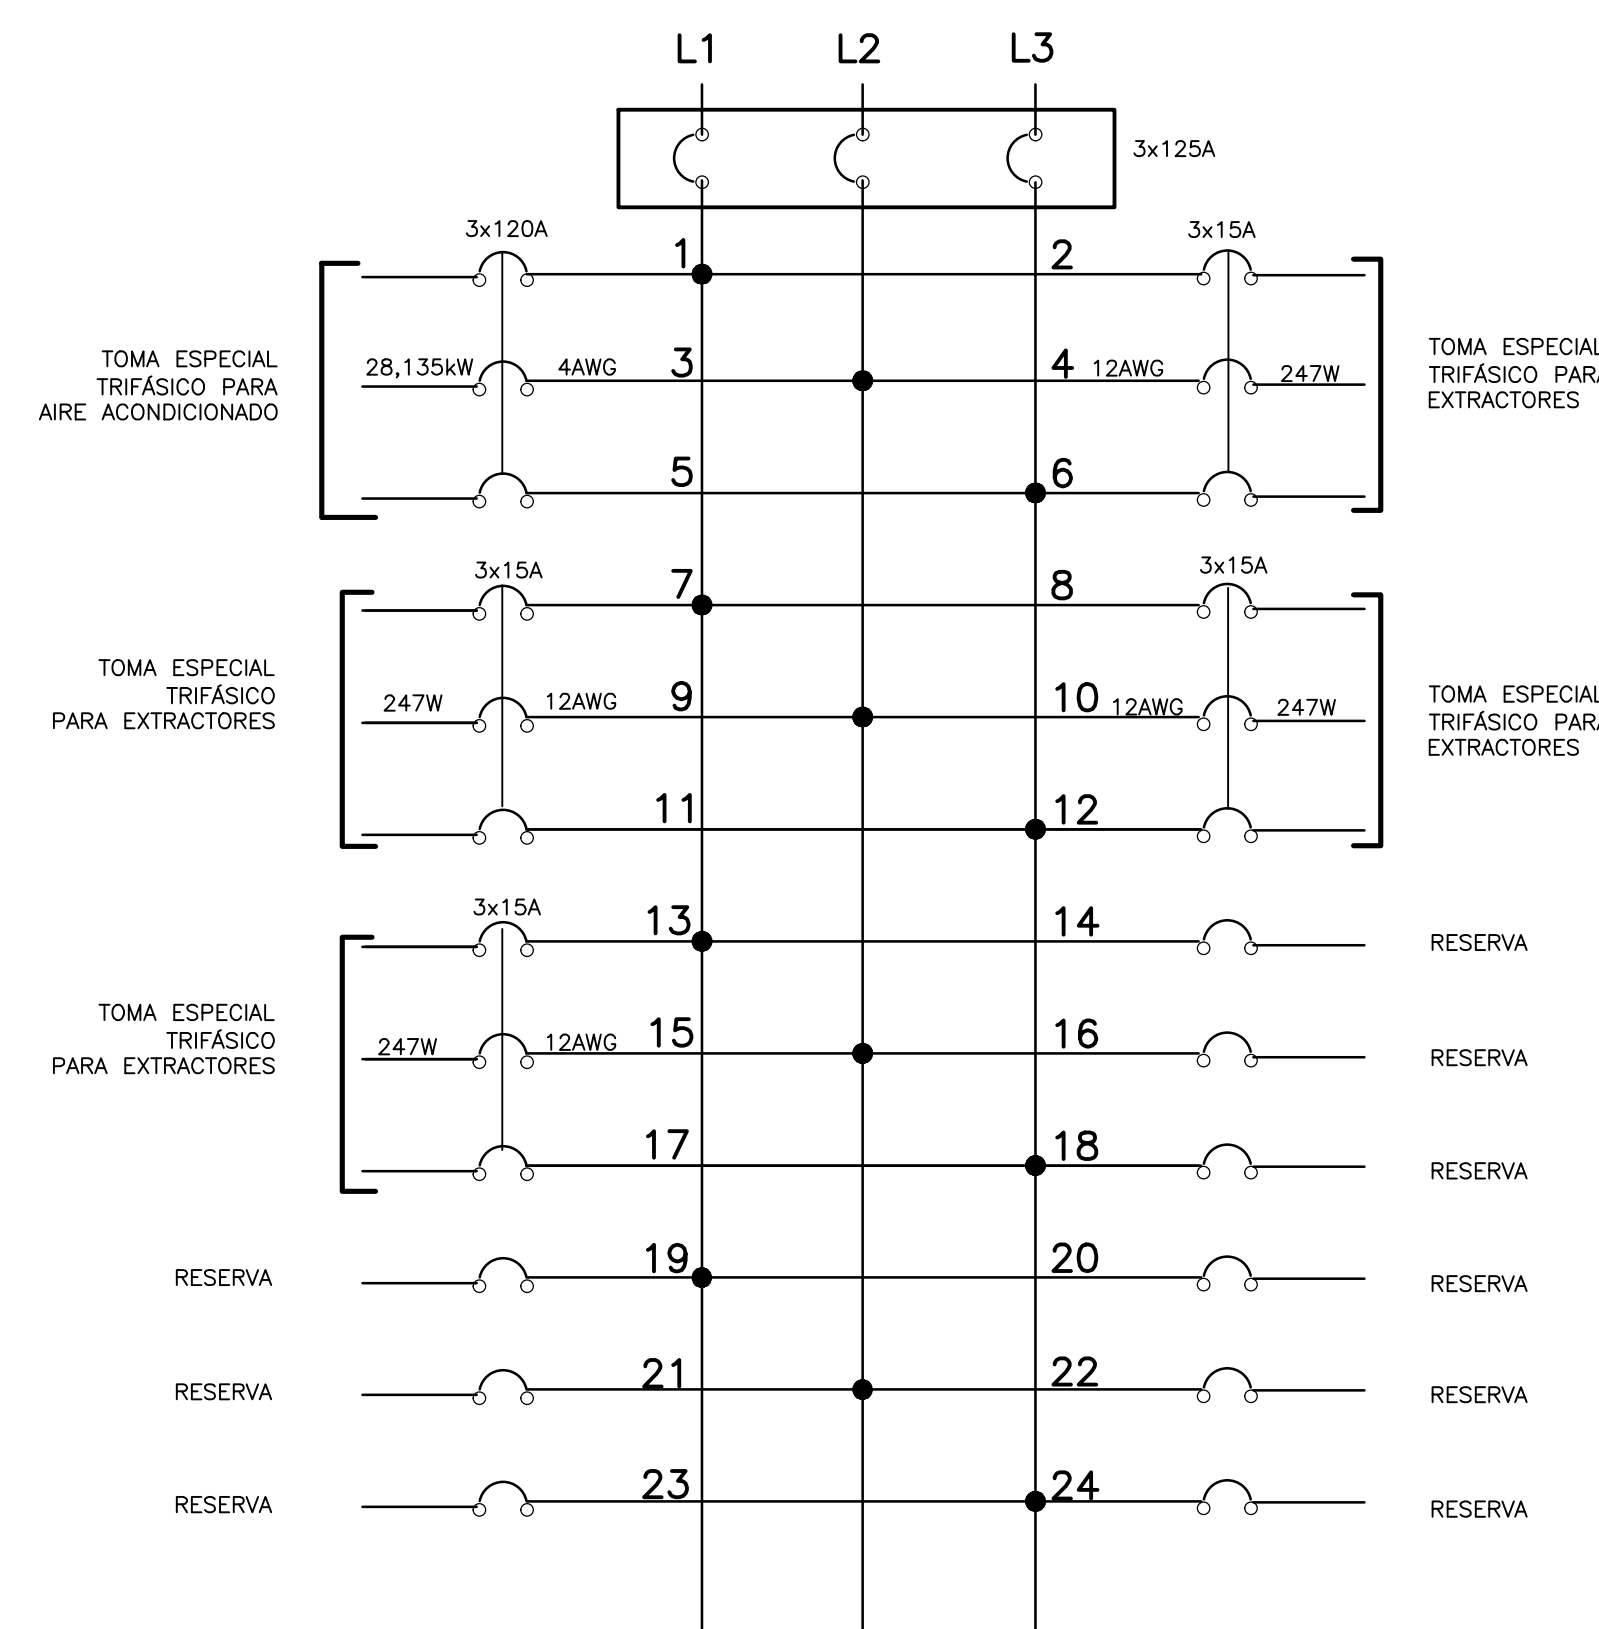 L1 L2 L3
3x125A
3x120A
3x15A
1
2
TOMA ESPECIAL
TRIFÁSICO PARA
AIRE ACONDICIONADO
28,135kW
4AWG
3
4
12AWG
247W
TOMA ESPECIAL
TRIFÁSICO PARA
EXTRACTORES
5
6
3x15A
3x15A
7
8
TOMA ESPECIAL
TRIFÁSICO
PARA EXTRACTORES
247W
12AWG
9
10
12AWG
247W
TOMA ESPECIAL
TRIFÁSICO PARA
EXTRACTORES
11
12
3x15A
13
14
RESERVA
TOMA ESPECIAL
TRIFÁSICO
PARA EXTRACTORES
247W
12AWG
15
16
RESERVA
17
18
RESERVA
RESERVA
19
20
RESERVA
RESERVA
21
22
RESERVA
RESERVA
23
24
RESERVA